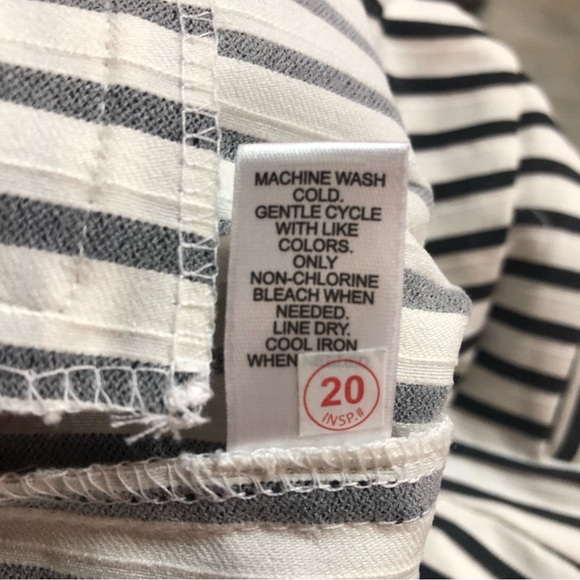 MACHINE WASH
COLD.
GENTLE CYCLE
WITH LIKE
COLORS.
ONLY
NON-CHLORINE
BLEACH WHEN
NEEDED.
LINE DRY.
COOL IRON
WHEN
20
INSP.#